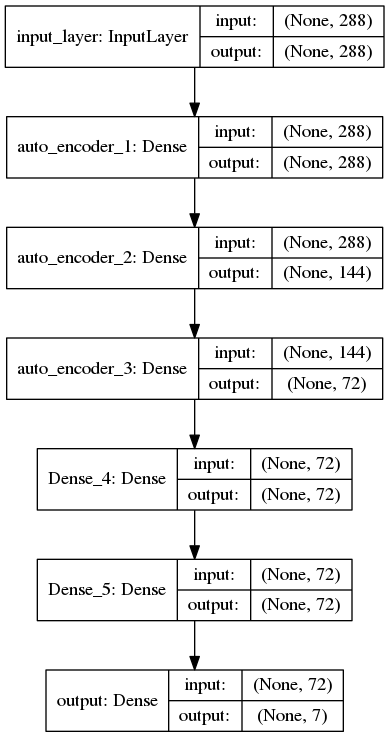 input_layer: InputLayer
input: (None, 288)
output: (None, 288)
auto_encoder_1: Dense
input: (None, 288)
output: (None, 288)
auto_encoder_2: Dense
input: (None, 288)
output: (None, 144)
auto_encoder_3: Dense
input: (None, 144)
output: (None, 72)
Dense_4: Dense
input: (None, 72)
output: (None, 72)
Dense_5: Dense
input: (None, 72)
output: (None, 72)
output: Dense
input: (None, 72)
output: (None, 7)